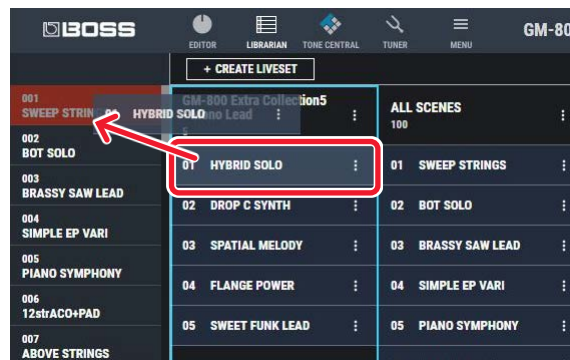 BOSS
EDITOR
LIBRARIAN
TONE CENTRAL
TUNER
MENU
GM-80
+ CREATE LIVESET
001
SWEEP STRIN
002
BOT SOLO
003
BRASSY SAW LEAD
004
SIMPLE EP VARI
005
PIANO SYMPHONY
006
12strACO+PAD
007
ABOVE STRINGS
01 HYBRID SOLO
GM-800 Extra Collection5
no Lead
5
01 HYBRID SOLO
02 DROP C SYNTH
03 SPATIAL MELODY
04 FLANGE POWER
05 SWEET FUNK LEAD
ALL SCENES
100
01 SWEEP STRINGS
02 BOT SOLO
03 BRASSY SAW LEAD
04 SIMPLE EP VARI
05 PIANO SYMPHONY